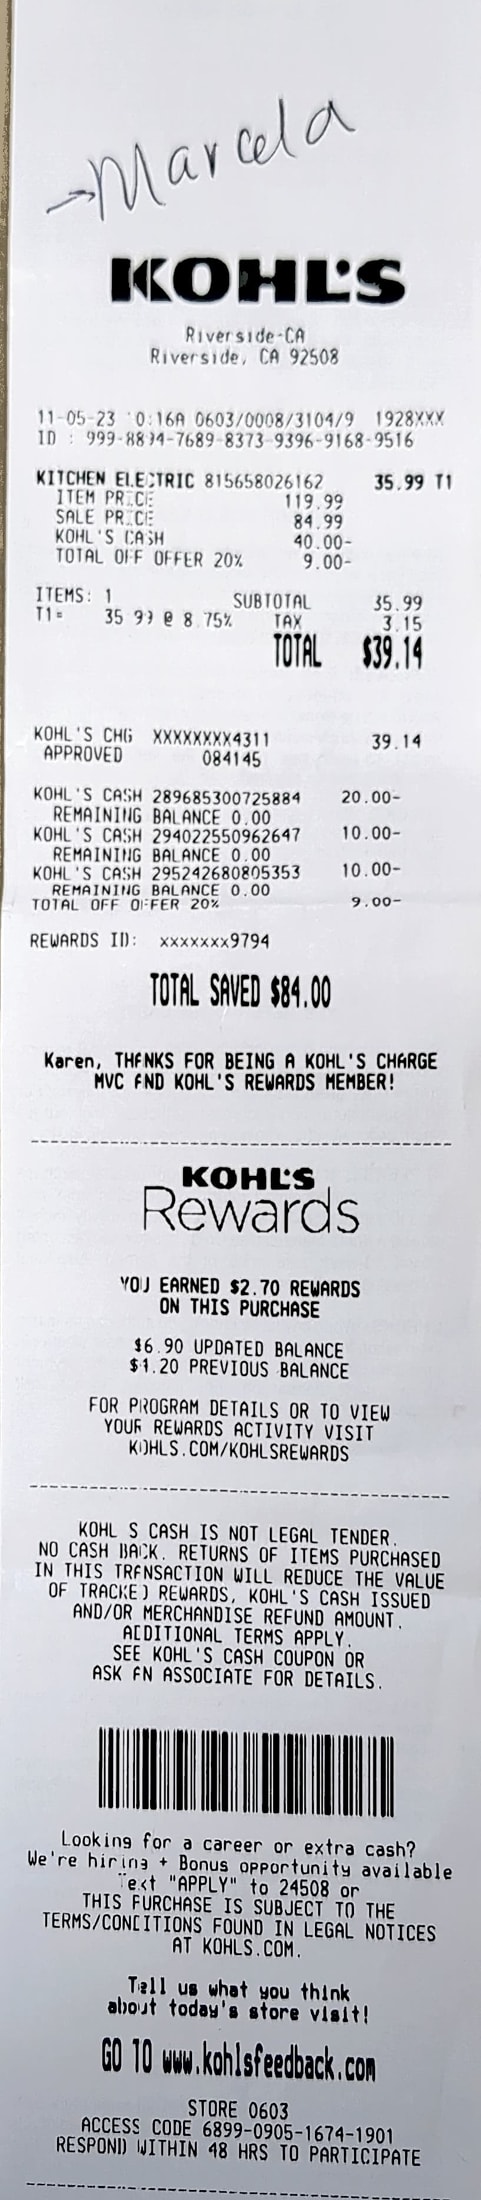 →Marcela
KOHL'S
Riverside-CA
Riverside, CA 92508
11-05-23 0:16A 0603/0008/3104/9 1928XXX
ID : 999-8894-7689-8373-9396-9168-9516
KITCHEN ELECTRIC 815658026162 35.99 T1
ITEM PRICE 119.99
SALE PRICE 84.99
KOHL'S CASH 40.00-
TOTAL OFF OFFER 20% 9.00-
ITEMS: 1 SUBTOTAL 35.99
T1= 35 99 @ 8.75% TAX 3.15
TOTAL $39.14
KOHL'S CHG XXXXXXXX4311 39.14
APPROVED 084145
KOHL'S CASH 289685300725884 20.00-
REMAINING BALANCE 0.00
KOHL'S CASH 294022550962647 10.00-
REMAINING BALANCE 0.00
KOHL'S CASH 295242680805353 10.00-
REMAINING BALANCE 0.00
TOTAL OFF OFFER 20% 9.00-
REWARDS ID: xxxxxxx9794
TOTAL SAVED $84.00
Karen, THANKS FOR BEING A KOHL'S CHARGE
MVC AND KOHL'S REWARDS MEMBER!
KOHL'S
Rewards
YOU EARNED $2.70 REWARDS
ON THIS PURCHASE
$6.90 UPDATED BALANCE
$4.20 PREVIOUS BALANCE
FOR PROGRAM DETAILS OR TO VIEW
YOUR REWARDS ACTIVITY VISIT
KOHLS.COM/KOHLSREWARDS
KOHL S CASH IS NOT LEGAL TENDER.
NO CASH BACK. RETURNS OF ITEMS PURCHASED
IN THIS TRANSACTION WILL REDUCE THE VALUE
OF TRACKED REWARDS, KOHL'S CASH ISSUED
AND/OR MERCHANDISE REFUND AMOUNT.
ADDITIONAL TERMS APPLY.
SEE KOHL'S CASH COUPON OR
ASK AN ASSOCIATE FOR DETAILS.
Looking for a career or extra cash?
We're hiring + Bonus opportunity available
Text "APPLY" to 24508 or
THIS PURCHASE IS SUBJECT TO THE
TERMS/CONDITIONS FOUND IN LEGAL NOTICES
AT KOHLS.COM.
Tell us what you think
about today's store visit!
GO TO www.kohlsfeedback.com
STORE 0603
ACCESS CODE 6899-0905-1674-1901
RESPOND WITHIN 48 HRS TO PARTICIPATE